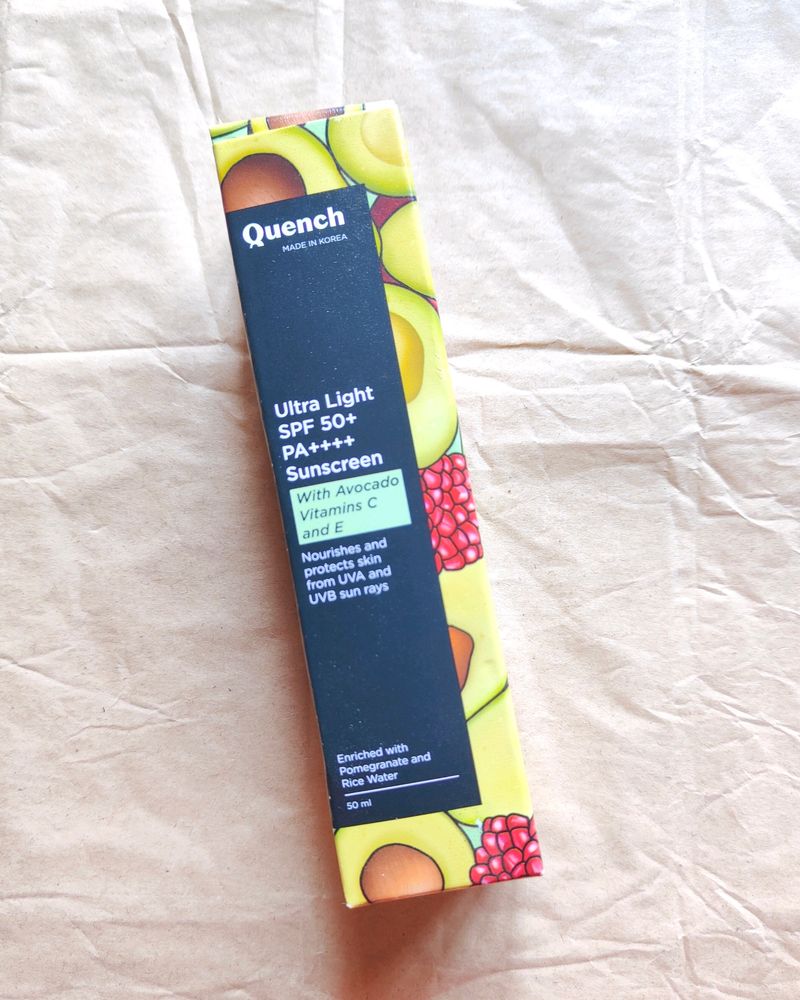 Quench
MADE IN KOREA
Ultra Light
SPF 50+
PA++++
Sunscreen
With Avocado
Vitamins C
and E
Nourishes and
protects skin
from UVA and
UVB sun rays
Enriched with
Pomegranate and
Rice Water
50 ml